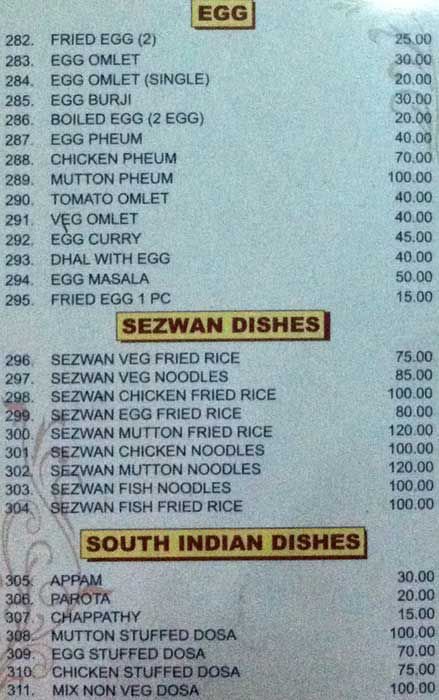 EGG
282. FRIED EGG (2) 25.00
283. EGG OMLET 30.00
284. EGG OMLET (SINGLE) 20.00
285. EGG BURJI 30.00
286. BOILED EGG (2 EGG) 20.00
287. EGG PHEUM 40.00
288. CHICKEN PHEUM 70.00
289. MUTTON PHEUM 100.00
290. TOMATO OMLET 40.00
291. VEG OMLET 40.00
292. EGG CURRY 45.00
293. DHAL WITH EGG 40.00
294. EGG MASALA 50.00
295. FRIED EGG 1 PC 15.00
SEZWAN DISHES
296. SEZWAN VEG FRIED RICE 75.00
297. SEZWAN VEG NOODLES 85.00
298. SEZWAN CHICKEN FRIED RICE 100.00
299. SEZWAN EGG FRIED RICE 80.00
300. SEZWAN MUTTON FRIED RICE 120.00
301. SEZWAN CHICKEN NOODLES 100.00
302. SEZWAN MUTTON NOODLES 120.00
303. SEZWAN FISH NOODLES 100.00
304. SEZWAN FISH FRIED RICE 100.00
SOUTH INDIAN DISHES
305. APPAM 30.00
306. PAROTA 20.00
307. CHAPPATHY 15.00
308. MUTTON STUFFED DOSA 100.00
309. EGG STUFFED DOSA 70.00
310. CHICKEN STUFFED DOSA 75.00
311. MIX NON VEG DOSA 100.00